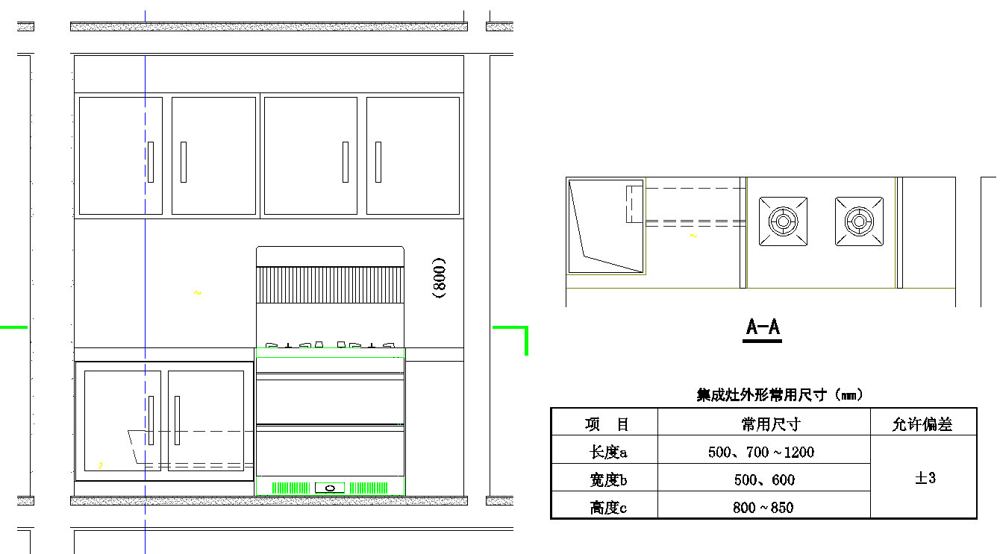 (800)
A-A
集成灶外形常用尺寸（mm）
项 目 常用尺寸 允许偏差
长度a 500、700～1200
宽度b 500、600 ±3
高度c 800～850